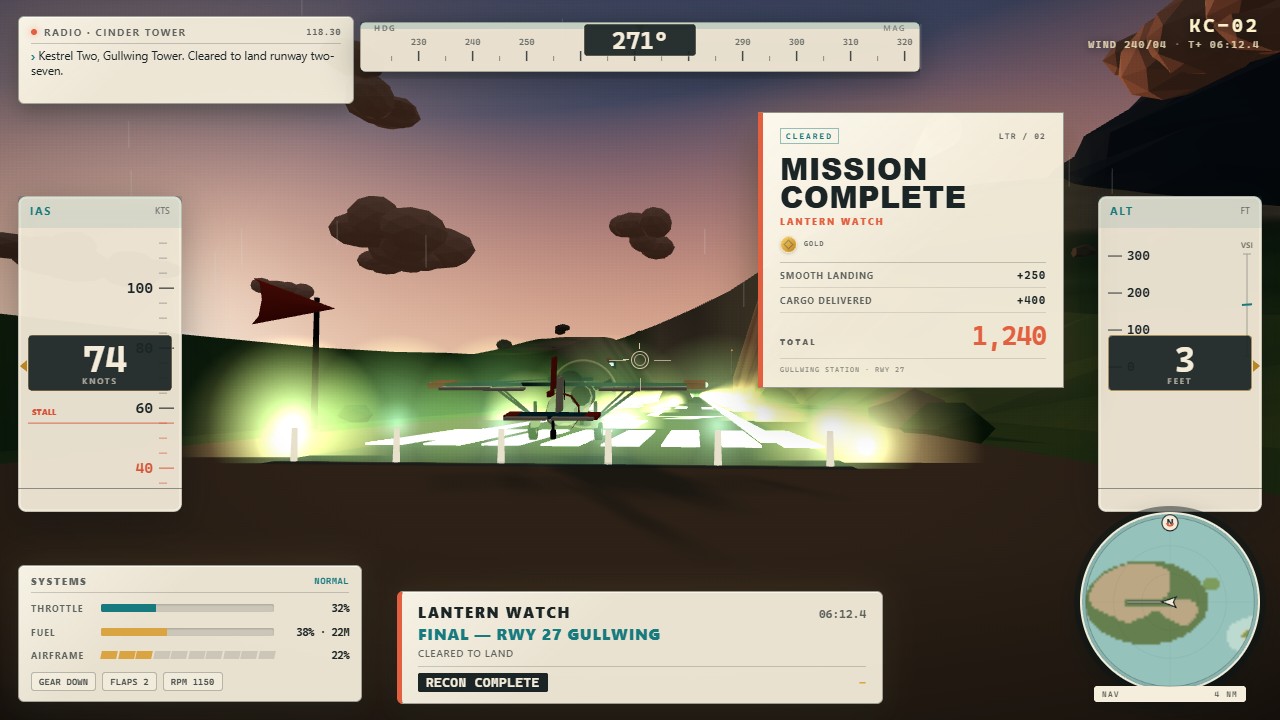 RADIO · CINDER TOWER 118.30
› Kestrel Two, Gullwing Tower. Cleared to land runway two-
seven.
HDG MAG
230 240 250 271° 290 300 310 320
KC-02
WIND 240/04 · T+ 06:12.4
CLEARED LTR / 02
MISSION
COMPLETE
LANTERN WATCH
GOLD
SMOOTH LANDING +250
CARGO DELIVERED +400
TOTAL 1,240
GULLWING STATION · RWY 27
IAS KTS
100
80
74
KNOTS
STALL
60
40
ALT FT
VSI
300
200
100
0
3
FEET
SYSTEMS NORMAL
THROTTLE 32%
FUEL 38% · 22M
AIRFRAME 22%
GEAR DOWN FLAPS 2 RPM 1150
LANTERN WATCH 06:12.4
FINAL — RWY 27 GULLWING
CLEARED TO LAND
RECON COMPLETE —
N
NAV 4 NM